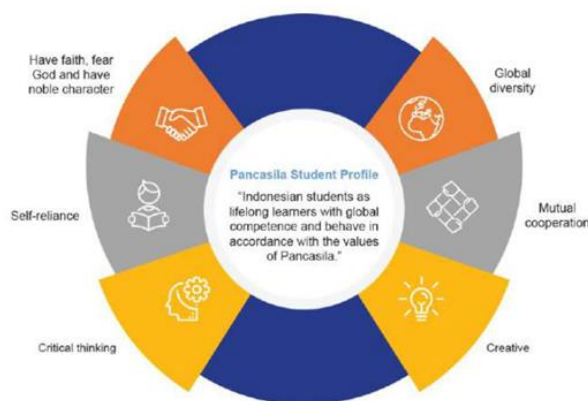 Have faith, fear
God and have
noble character
Global
diversity
Pancasila Student Profile
"Indonesian students as
lifelong learners with global
competence and behave in
accordance with the values
of Pancasila."
Self-reliance
Mutual
cooperation
Critical thinking
Creative